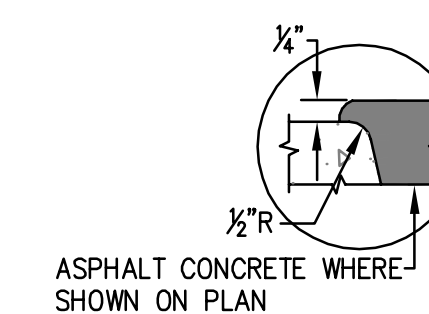 1/4"
1/2"R
ASPHALT CONCRETE WHERE
SHOWN ON PLAN